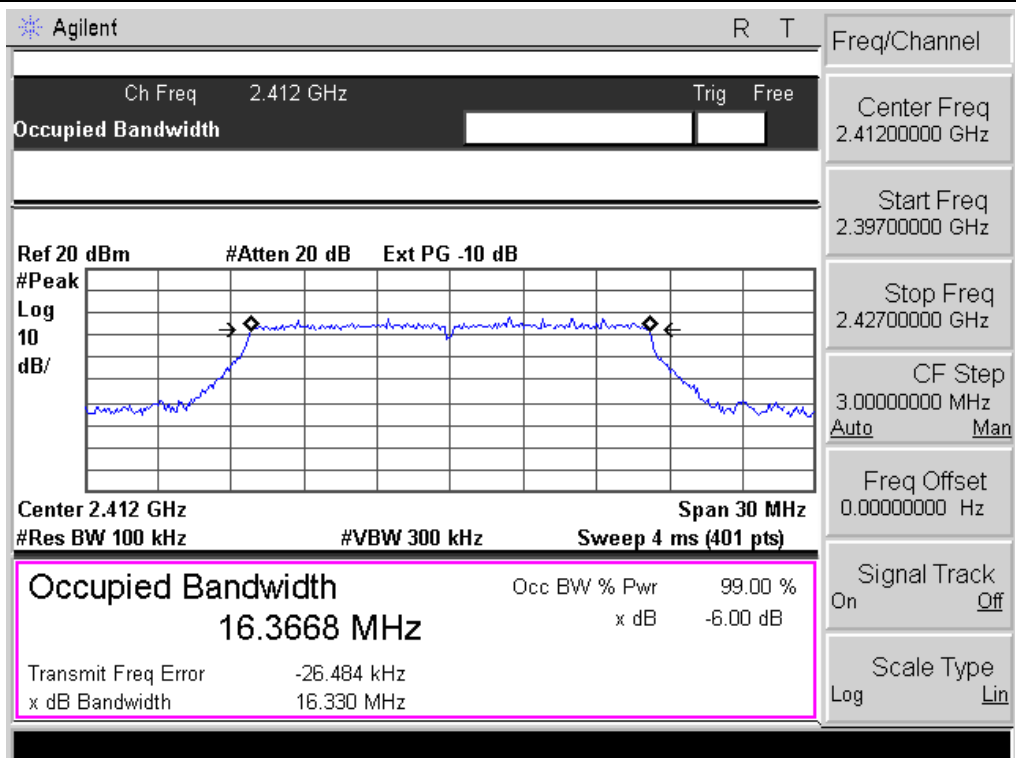 Agilent R T
Ch Freq 2.412 GHz Trig Free
Occupied Bandwidth
Ref 20 dBm #Atten 20 dB Ext PG -10 dB
#Peak
Log
10
dB/
Center 2.412 GHz Span 30 MHz
#Res BW 100 kHz #VBW 300 kHz Sweep 4 ms (401 pts)
Occupied Bandwidth Occ BW % Pwr 99.00 %
16.3668 MHz x dB -6.00 dB
Transmit Freq Error -26.484 kHz
x dB Bandwidth 16.330 MHz
Freq/Channel
Center Freq
2.41200000 GHz
Start Freq
2.39700000 GHz
Stop Freq
2.42700000 GHz
CF Step
3.00000000 MHz
Auto Man
Freq Offset
0.00000000 Hz
Signal Track
On Off
Scale Type
Log Lin